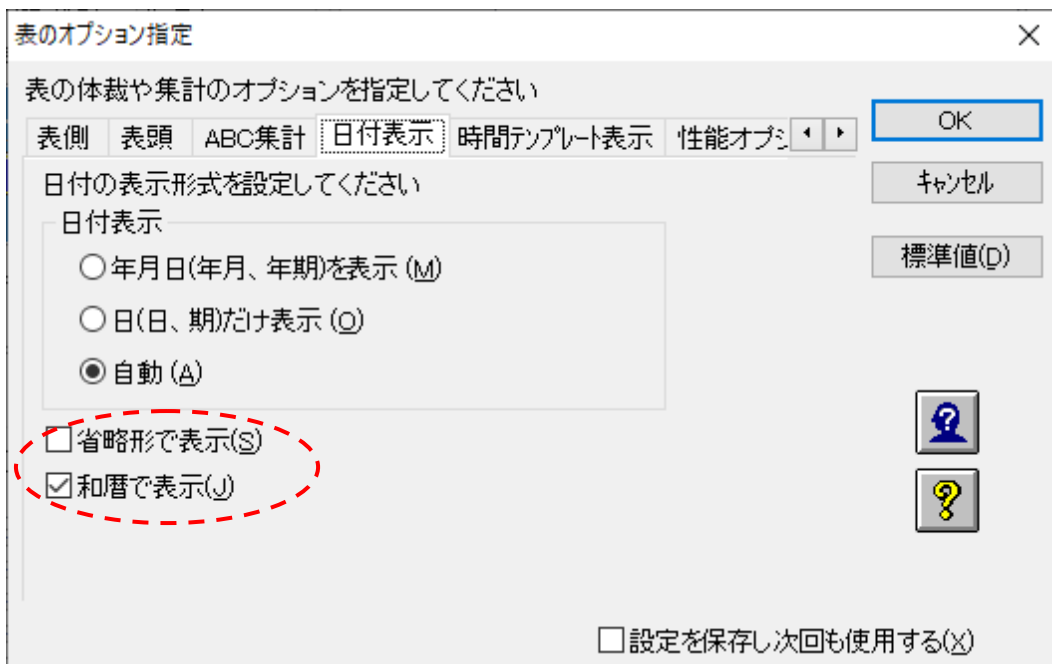 表のオプション指定
表の体裁や集計のオプションを指定してください
表側 表頭 ABC集計 日付表示 時間テンプレート表示 性能オプシ
OK
キャンセル
標準値(D)
日付の表示形式を設定してください
日付表示
年月日(年月、年期)を表示(M)
日(日、期)だけ表示(O)
自動(A)
省略形で表示(S)
和暦で表示(J)
設定を保存し次回も使用する(X)